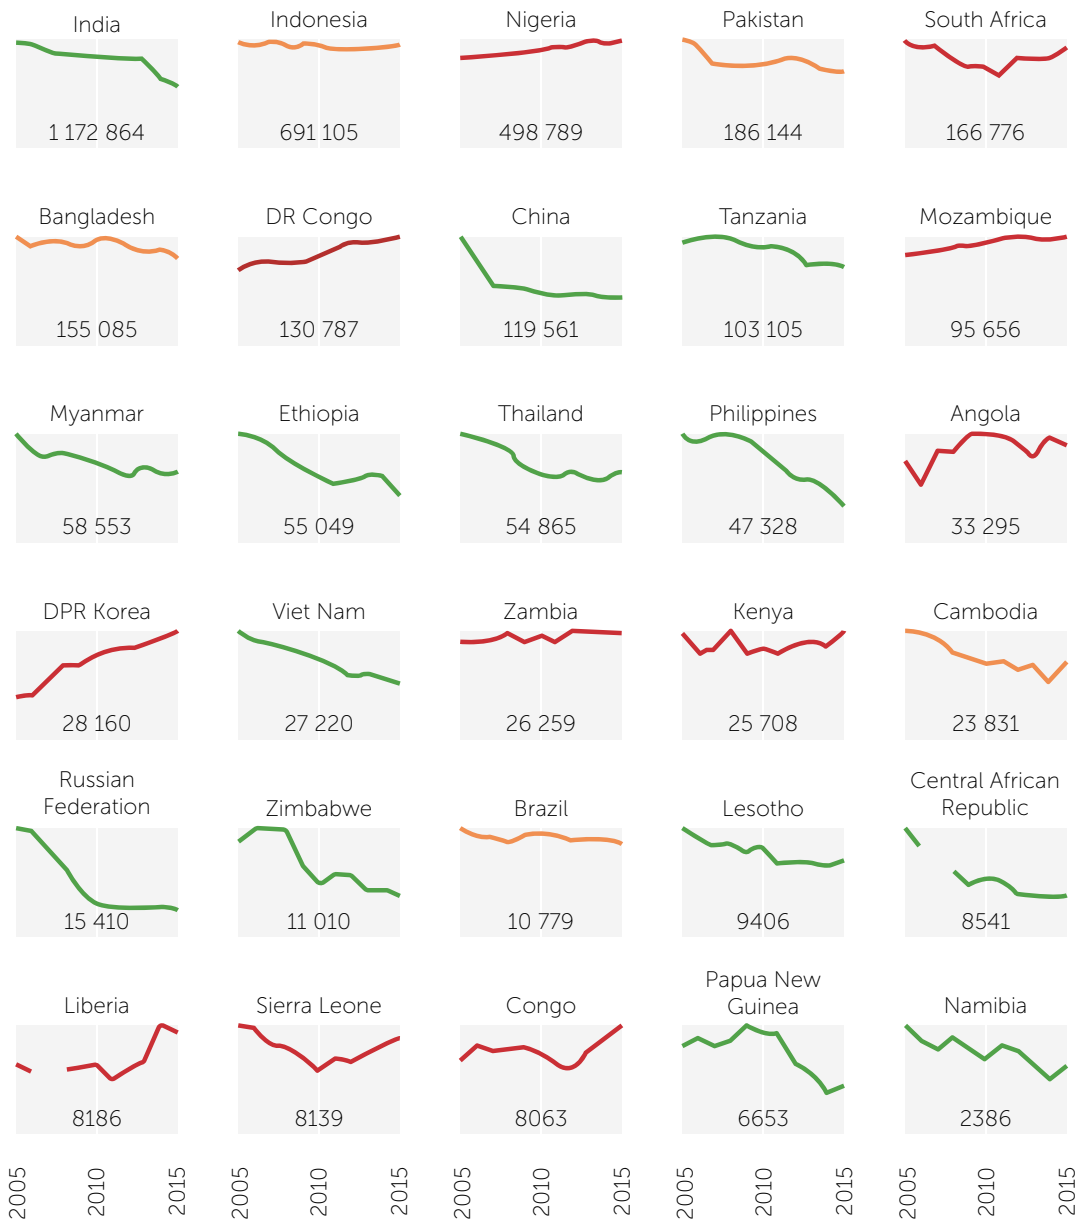 India
Indonesia
Nigeria
Pakistan
South Africa
1 172 864
691 105
498 789
186 144
166 776
Bangladesh
DR Congo
China
Tanzania
Mozambique
155 085
130 787
119 561
103 105
95 656
Myanmar
Ethiopia
Thailand
Philippines
Angola
58 553
55 049
54 865
47 328
33 295
DPR Korea
Viet Nam
Zambia
Kenya
Cambodia
28 160
27 220
26 259
25 708
23 831
Russian
Federation
Zimbabwe
Brazil
Lesotho
Central African
Republic
15 410
11 010
10 779
9406
8541
Liberia
Sierra Leone
Congo
Papua New
Guinea
Namibia
8186
8139
8063
6653
2386
2005
2010
2015
2005
2010
2015
2005
2010
2015
2005
2010
2015
2005
2010
2015